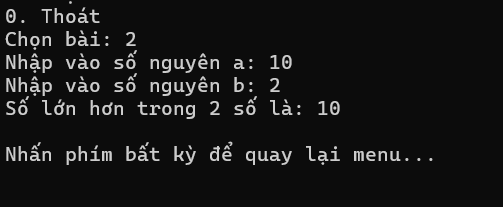 0. Thoát
Chọn bài: 2
Nhập vào số nguyên a: 10
Nhập vào số nguyên b: 2
Số lớn hơn trong 2 số là: 10
Nhấn phím bất kỳ để quay lại menu...